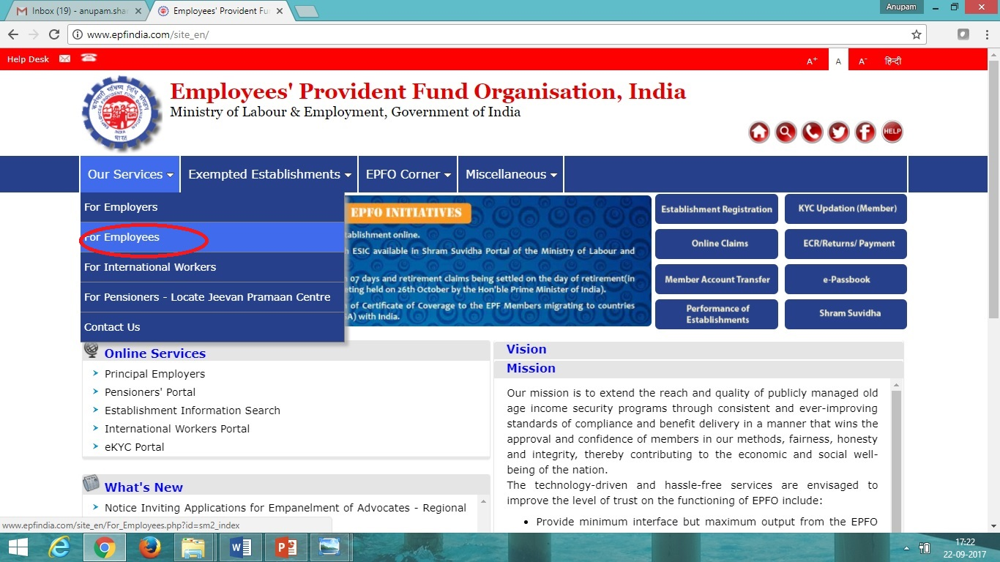 Inbox (19) - anupam.shar
Employees' Provident Fu
Anupam
www.epfindia.com/site_en/
Help Desk
A+ A A- हिन्दी
Employees' Provident Fund Organisation, India
Ministry of Labour & Employment, Government of India
HELP
Our Services Exempted Establishments EPFO Corner Miscellaneous
For Employers
For Employees
For International Workers
For Pensioners - Locate Jeevan Pramaan Centre
Contact Us
EPFO INITIATIVES
tablishment online.
ESIC available in Shram Suvidha Portal of the Ministry of Labour and
07 days and retirement claims being settled on the day of retirement(in
eting held on 26th October by the Hon'ble Prime Minister of India).
of Certificate of Coverage to the EPF Members migrating to countries
A) with India.
Establishment Registration KYC Updation (Member)
Online Claims ECR/Returns/ Payment
Member Account Transfer e-Passbook
Performance of
Establishments
Shram Suvidha
Online Services
Principal Employers
Pensioners' Portal
Establishment Information Search
International Workers Portal
eKYC Portal
What's New
Notice Inviting Applications for Empanelment of Advocates - Regional
Vision
Mission
Our mission is to extend the reach and quality of publicly managed old
age income security programs through consistent and ever-improving
standards of compliance and benefit delivery in a manner that wins the
approval and confidence of members in our methods, fairness, honesty
and integrity, thereby contributing to the economic and social well-
being of the nation.
The technology-driven and hassle-free services are envisaged to
improve the level of trust on the functioning of EPFO include:
• Provide minimum interface but maximum output from the EPFO
www.epfindia.com/site_en/For_Employees.php?id=sm2_index
17:22
22-09-2017